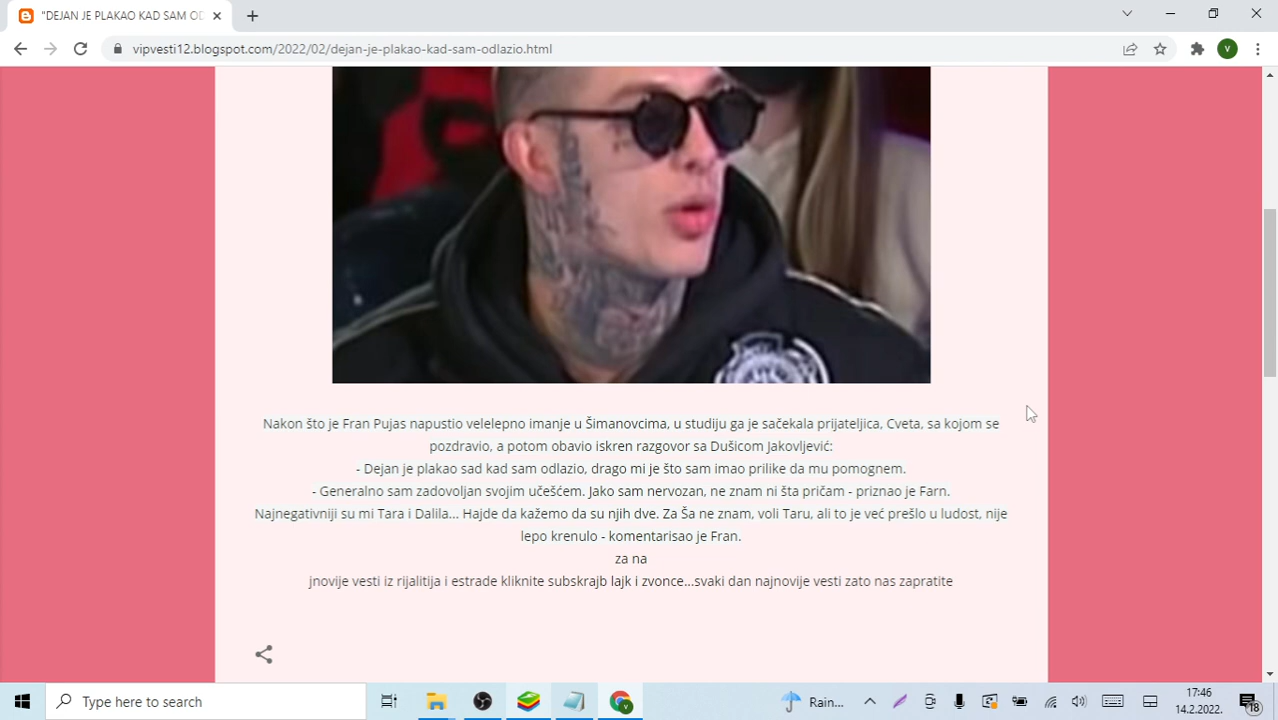 "DEJAN JE PLAKAO KAD SAM OD
vipvesti12.blogspot.com/2022/02/dejan-je-plakao-kad-sam-odlazio.html
V
Nakon što je Fran Pujas napustio velelepno imanje u Šimanovcima, u studiju ga je sačekala prijateljica, Cveta, sa kojom se
pozdravio, a potom obavio iskren razgovor sa Dušicom Jakovljević:
- Dejan je plakao sad kad sam odlazio, drago mi je što sam imao prilike da mu pomognem.
- Generalno sam zadovoljan svojim učešćem. Jako sam nervozan, ne znam ni šta pričam - priznao je Farn.
Najnegativniji su mi Tara i Dalila... Hajde da kažemo da su njih dve. Za Ša ne znam, voli Taru, ali to je već prešlo u ludost, nije
lepo krenulo - komentarisao je Fran.
za na
jnovije vesti iz rijalitija i estrade kliknite subskrajb lajk i zvonce...svaki dan najnovije vesti zato nas zapratite
Type here to search
Rain...
17:46
14.2.2022.
18